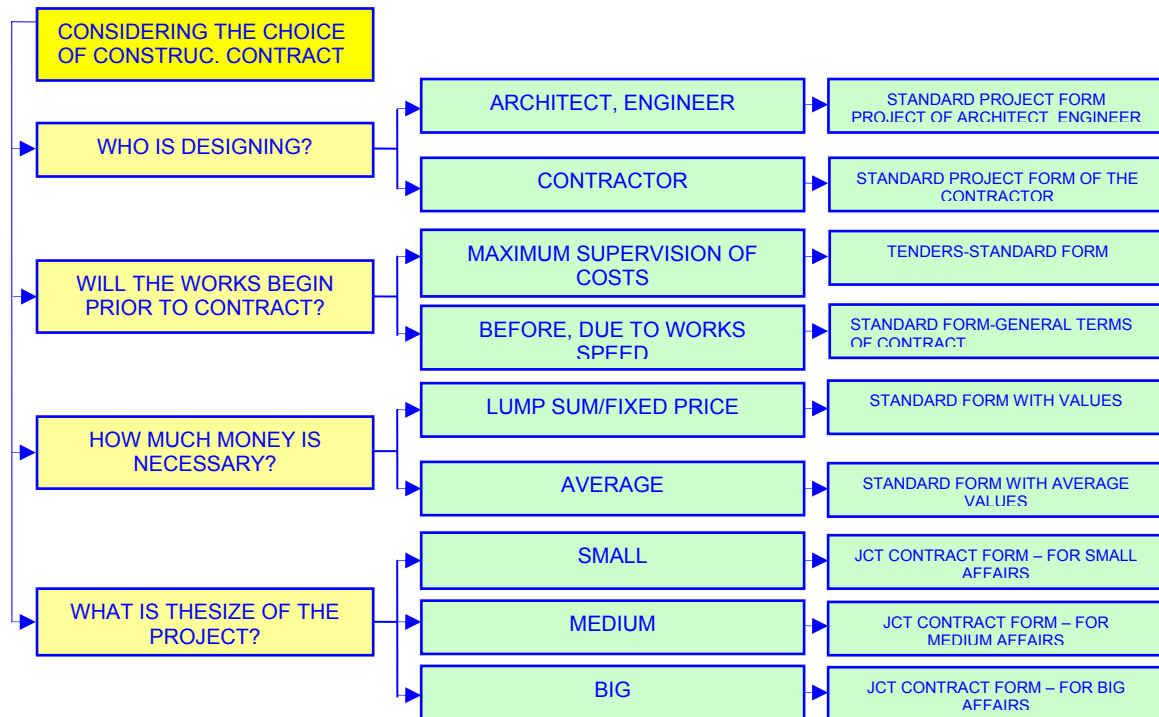 CONSIDERING THE CHOICE
OF CONSTRUC. CONTRACT
WHO IS DESIGNING?
ARCHITECT, ENGINEER
STANDARD PROJECT FORM
PROJECT OF ARCHITECT ENGINEER
CONTRACTOR
STANDARD PROJECT FORM OF THE
CONTRACTOR
WILL THE WORKS BEGIN
PRIOR TO CONTRACT?
MAXIMUM SUPERVISION OF
COSTS
TENDERS-STANDARD FORM
BEFORE, DUE TO WORKS
SPEED
STANDARD FORM-GENERAL TERMS
OF CONTRACT
HOW MUCH MONEY IS
NECESSARY?
LUMP SUM/FIXED PRICE
STANDARD FORM WITH VALUES
AVERAGE
STANDARD FORM WITH AVERAGE
VALUES
WHAT IS THESIZE OF THE
PROJECT?
SMALL
JCT CONTRACT FORM – FOR SMALL
AFFAIRS
MEDIUM
JCT CONTRACT FORM – FOR
MEDIUM AFFAIRS
BIG
JCT CONTRACT FORM – FOR BIG
AFFAIRS